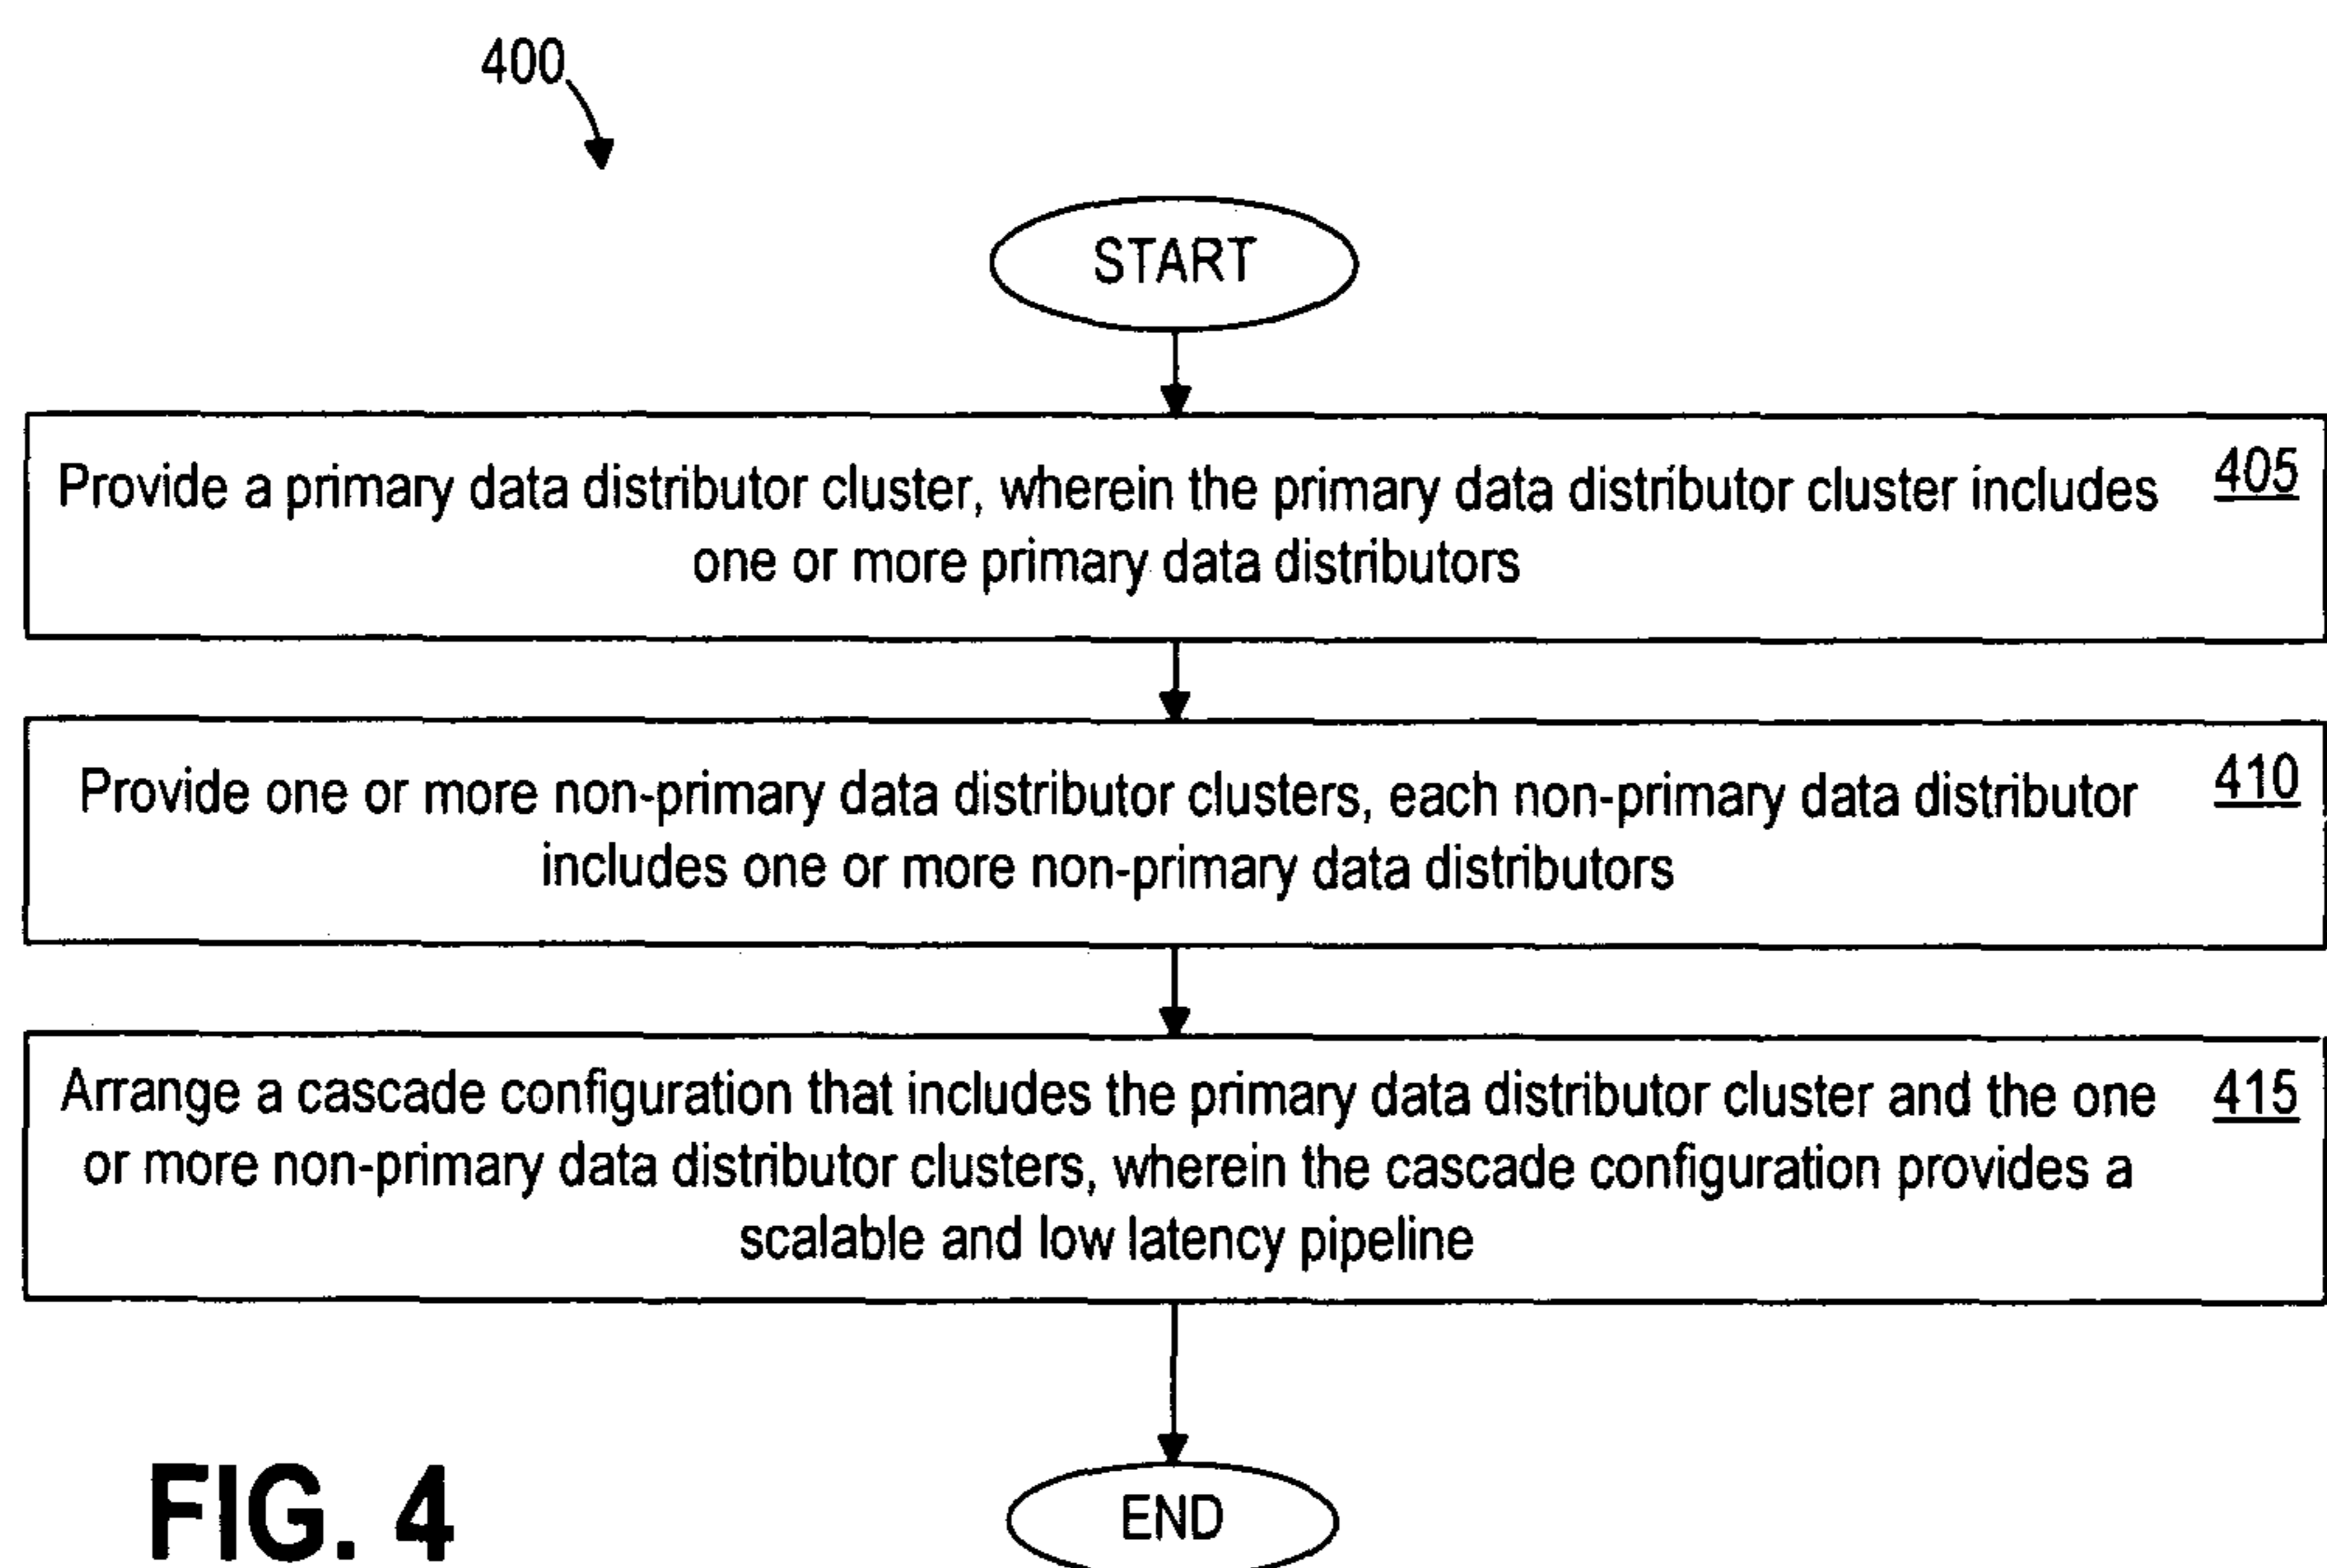 400
START
Provide a primary data distributor cluster, wherein the primary data distributor cluster includes 405
one or more primary data distributors
Provide one or more non-primary data distributor clusters, each non-primary data distributor 410
includes one or more non-primary data distributors
Arrange a cascade configuration that includes the primary data distributor cluster and the one 415
or more non-primary data distributor clusters, wherein the cascade configuration provides a
scalable and low latency pipeline
END
FIG. 4